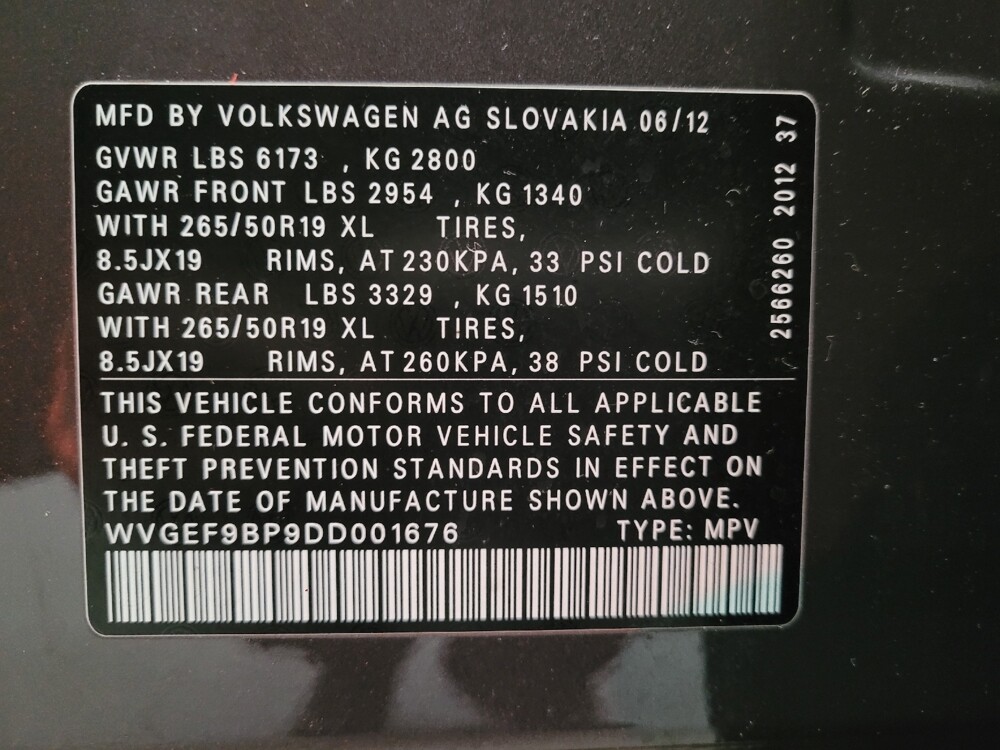 MFD BY VOLKSWAGEN AG SLOVAKIA 06/12
GVWR LBS 6173 , KG 2800
GAWR FRONT LBS 2954 , KG 1340
WITH 265/50R19 XL TIRES,
8.5JX19 RIMS, AT 230KPA, 33 PSI COLD
GAWR REAR LBS 3329 , KG 1510
WITH 265/50R19 XL TIRES,
8.5JX19 RIMS, AT 260KPA, 38 PSI COLD
2566260 2012 37
THIS VEHICLE CONFORMS TO ALL APPLICABLE
U. S. FEDERAL MOTOR VEHICLE SAFETY AND
THEFT PREVENTION STANDARDS IN EFFECT ON
THE DATE OF MANUFACTURE SHOWN ABOVE.
WVGEF9BP9DD001676 TYPE: MPV